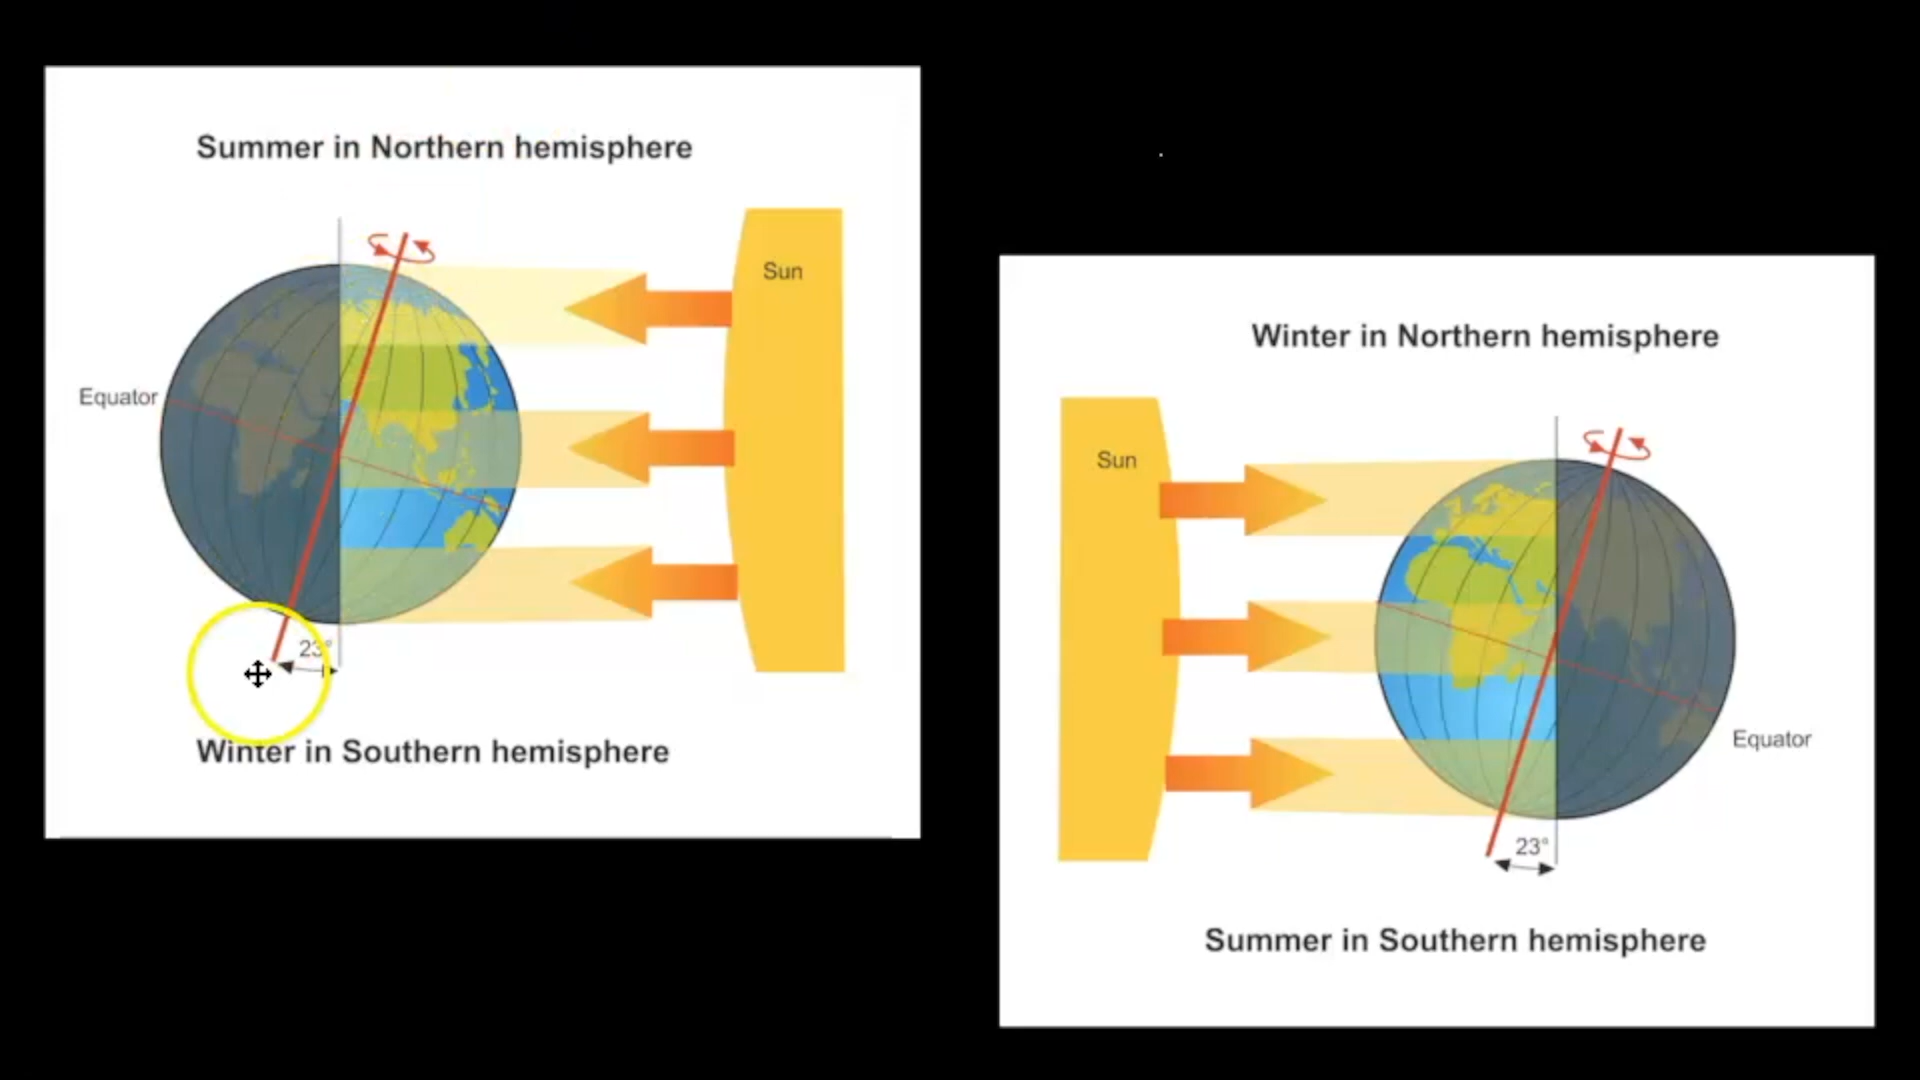 Summer in Northern hemisphere
Sun
Equator
23°
Winter in Southern hemisphere
Winter in Northern hemisphere
Sun
Equator
23°
Summer in Southern hemisphere